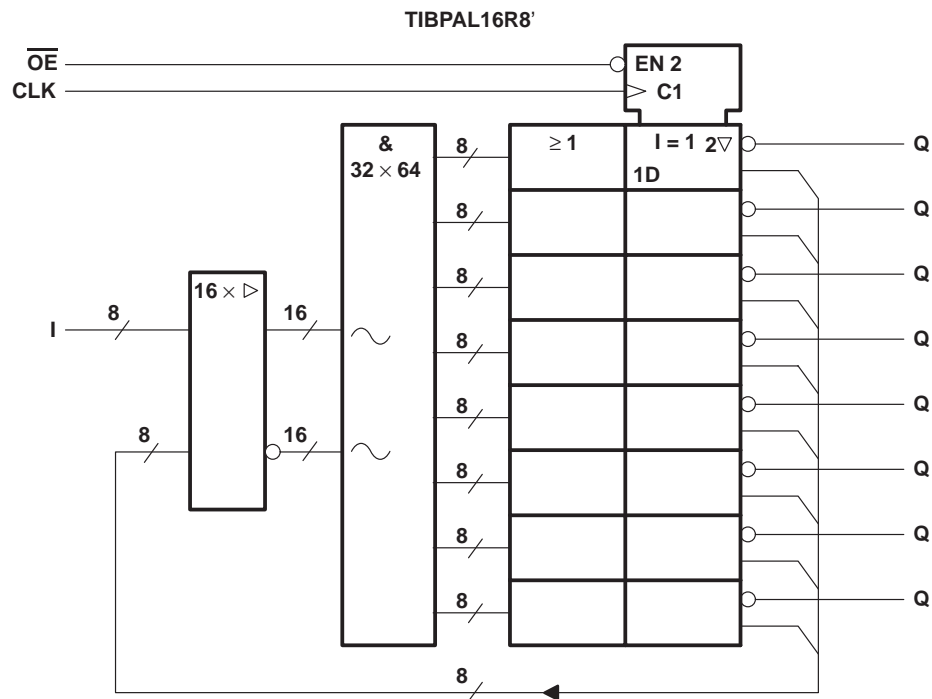 TIBPAL16R8’
OE
EN 2
CLK
C1
&
32 × 64
8
≥ 1
I = 1 2▽
1D
Q
8
Q
8
Q
16 × ▷
I
8
16
8
Q
8
16
8
Q
8
Q
8
Q
8
Q
8